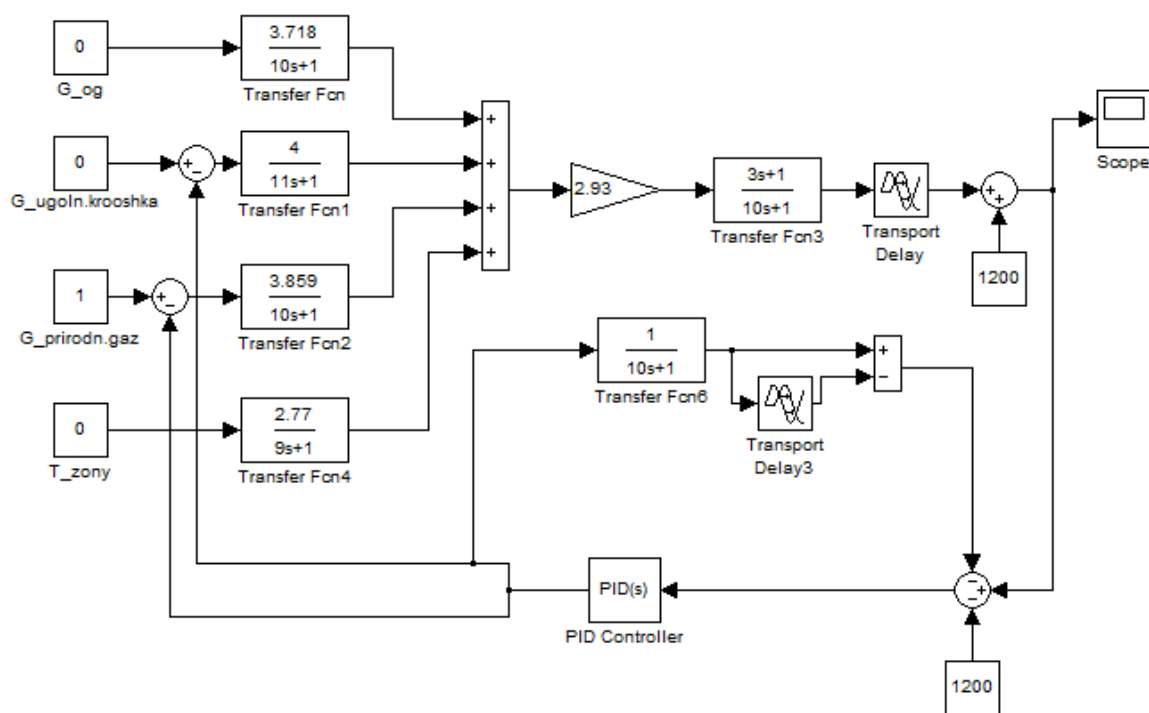 0
G_og
3.718
10s+1
Transfer Fcn
+
+
+
+
0
G_ugoln.krooshka
+
−
4
11s+1
Transfer Fcn1
1
G_prirodn.gaz
+
−
3.859
10s+1
Transfer Fcn2
0
T_zony
2.77
9s+1
Transfer Fcn4
2.93
3s+1
10s+1
Transfer Fcn3
Transport
Delay
+
+
1200
Scope
1
10s+1
Transfer Fcn6
Transport
Delay3
+
−
PID(s)
PID Controller
−
−
+
1200